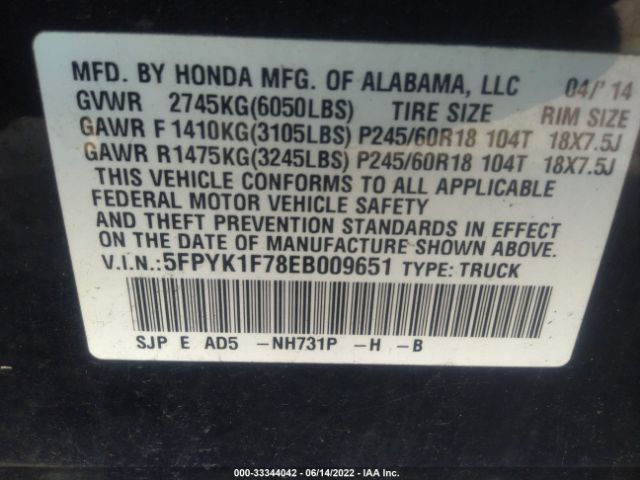 MFD. BY HONDA MFG. OF ALABAMA, LLC 04/'14
GVWR 2745KG(6050LBS) TIRE SIZE RIM SIZE
GAWR F 1410KG(3105LBS) P245/60R18 104T 18X7.5J
GAWR R1475KG(3245LBS) P245/60R18 104T 18X7.5J
THIS VEHICLE CONFORMS TO ALL APPLICABLE
FEDERAL MOTOR VEHICLE SAFETY
AND THEFT PREVENTION STANDARDS IN EFFECT
ON THE DATE OF MANUFACTURE SHOWN ABOVE.
V.I.N.:5FPYK1F78EB009651 TYPE: TRUCK
SJP E AD5 -NH731P -H -B
000-33344042 - 06/14/2022 - IAA Inc.